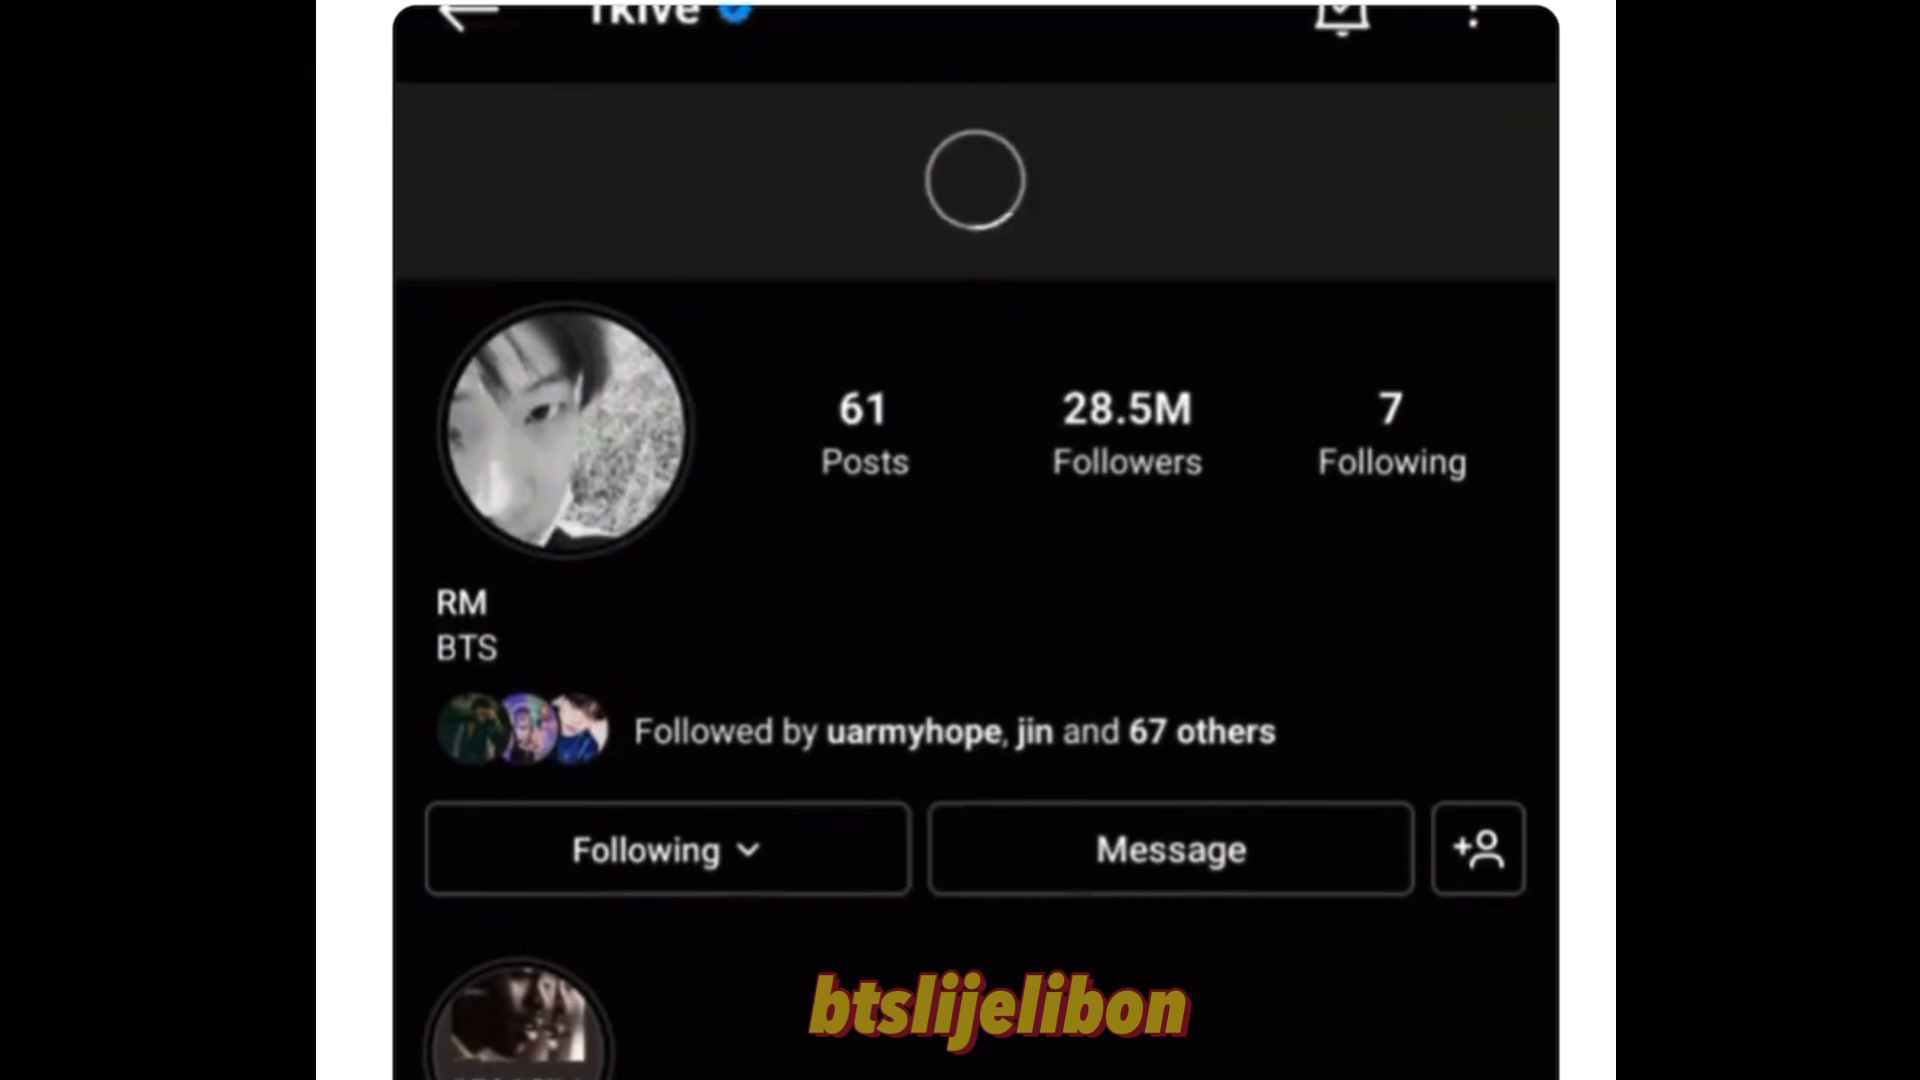 rkive
61 28.5M 7
Posts Followers Following
RM
BTS
Followed by uarmyhope, jin and 67 others
Following Message
btslijelibon